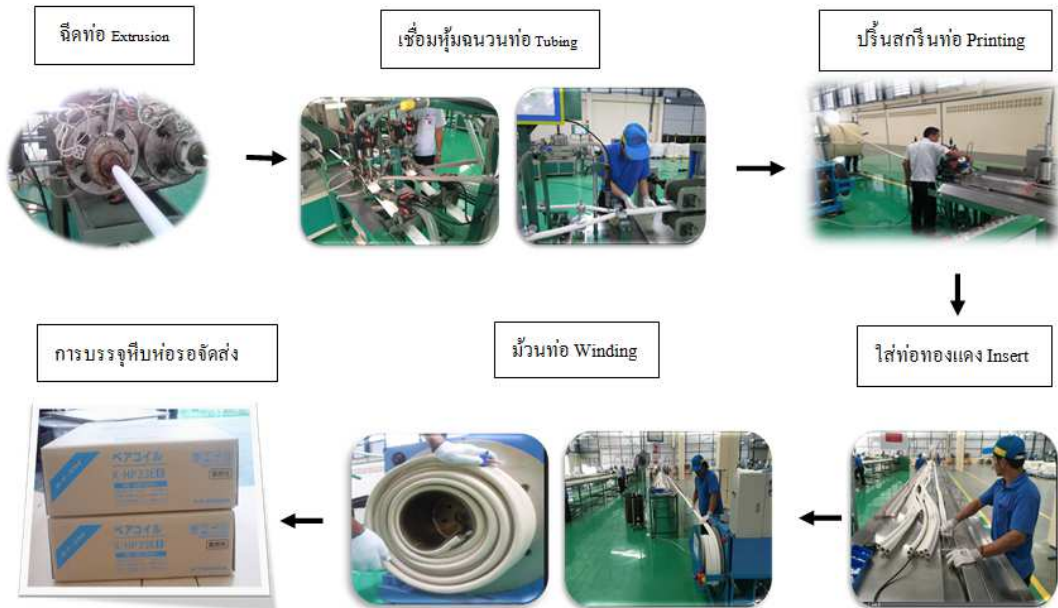 ฉีดท่อ Extrusion
เชื่อมหุ้มฉนวนท่อ Tubing
ปริ้นสกรีนท่อ Printing
ใส่ท่อทองแดง Insert
ม้วนท่อ Winding
การบรรจุหีบห่อรอจัดส่ง
ペアコイル
ペアコイル